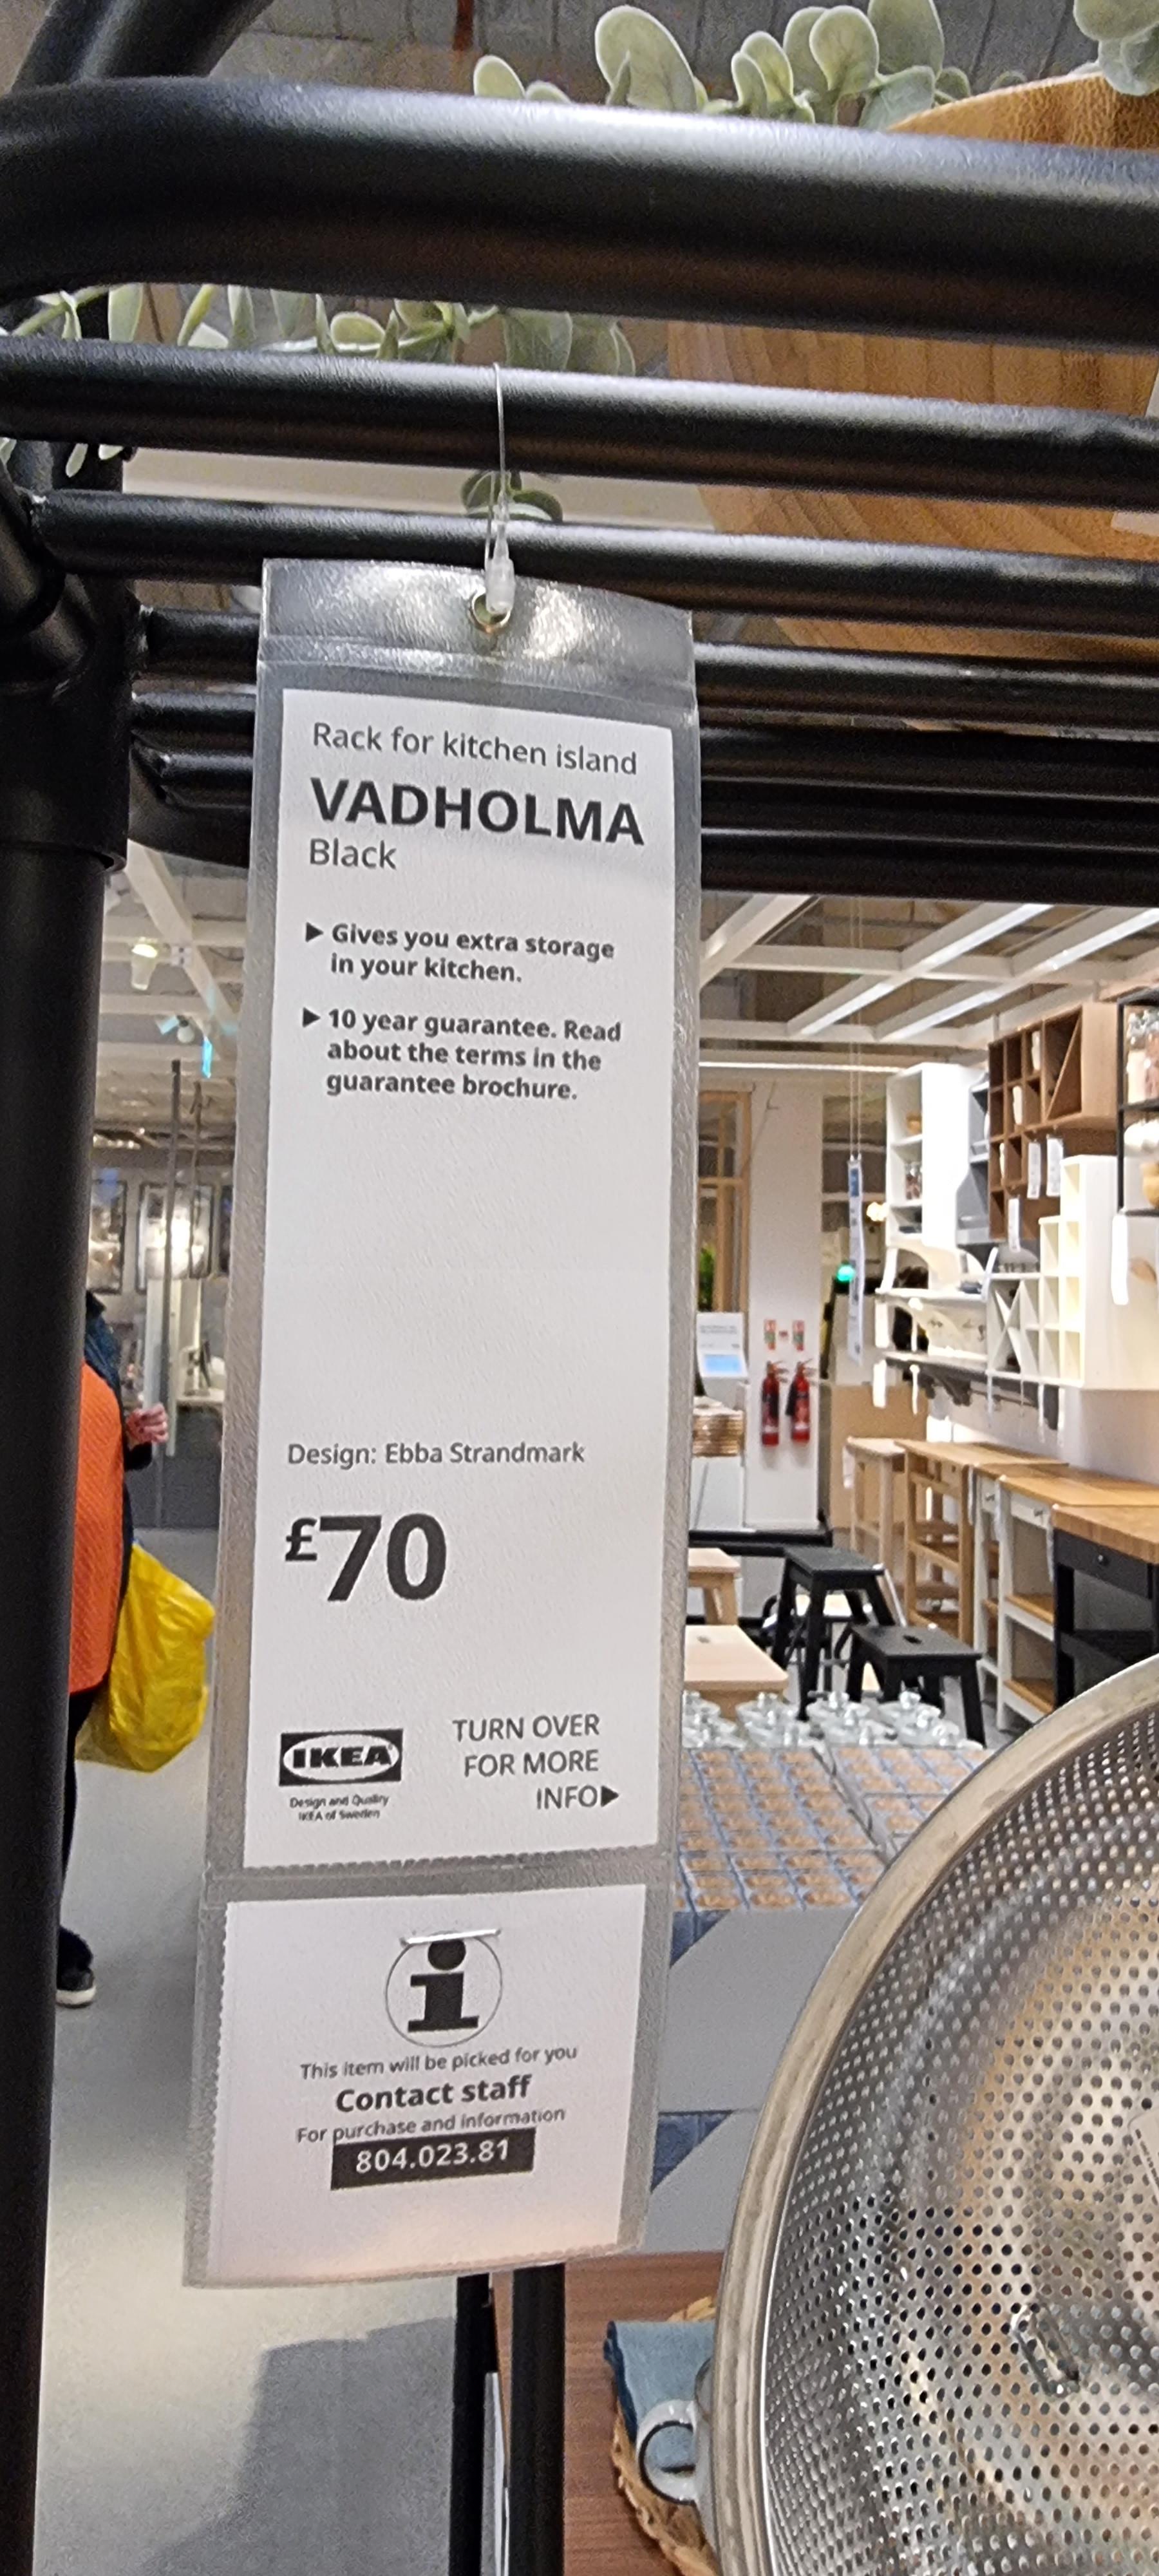 Rack for kitchen island
VADHOLMA
Black
▶ Gives you extra storage
in your kitchen.
▶ 10 year guarantee. Read
about the terms in the
guarantee brochure.
Design: Ebba Strandmark
£70
IKEA
Design and Quality
IKEA of Sweden
TURN OVER
FOR MORE
INFO▶
i
This item will be picked for you
Contact staff
For purchase and information
804.023.81